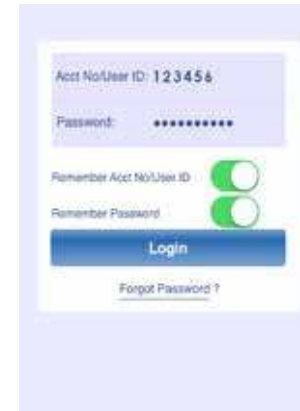 Acct No/User ID: 123456
Password: ••••••••••
Remember Acct No/User ID
Remember Password
Login
Forgot Password ?